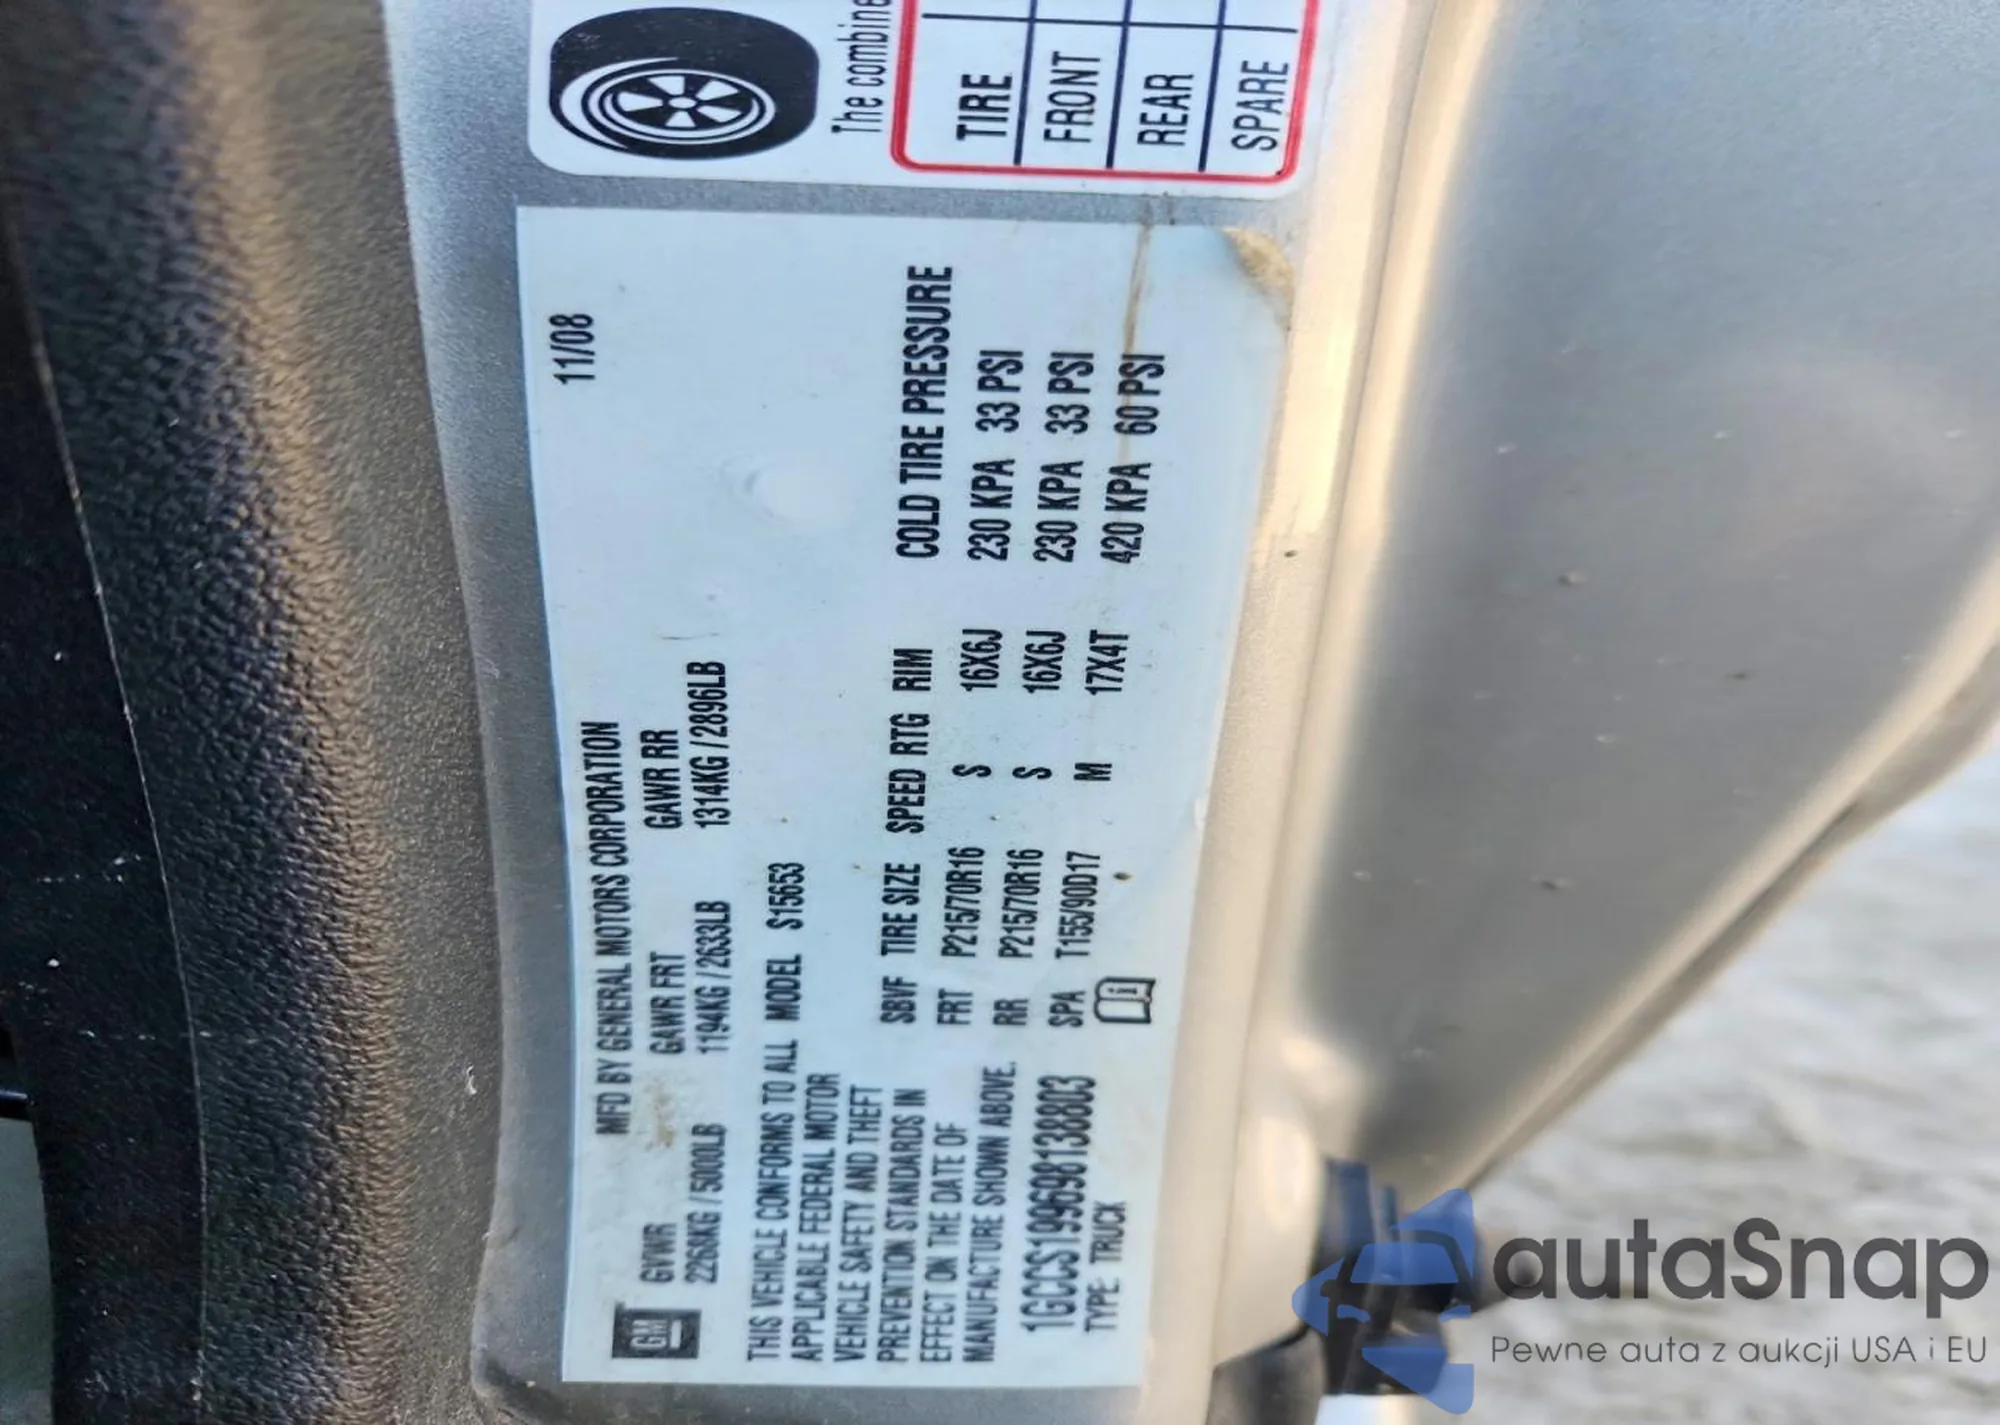 11/08
MFD BY GENERAL MOTORS CORPORATION
GM
GVWR GAWR FRT GAWR RR
2268KG / 5000LB 1194KG / 2633LB 1314KG / 2896LB
THIS VEHICLE CONFORMS TO ALL MODEL S15653
APPLICABLE FEDERAL MOTOR
VEHICLE SAFETY AND THEFT
PREVENTION STANDARDS IN
EFFECT ON THE DATE OF
MANUFACTURE SHOWN ABOVE.
SBVF TIRE SIZE SPEED RTG RIM COLD TIRE PRESSURE
FRT P215/70R16 S 16X6J 230 KPA 33 PSI
RR P215/70R16 S 16X6J 230 KPA 33 PSI
SPA T155/90D17 M 17X4T 420 KPA 60 PSI
1GCCS199698138803
TYPE: TRUCK
The combine
TIRE
FRONT
REAR
SPARE
autaSnap
Pewne auta z aukcji USA i EU